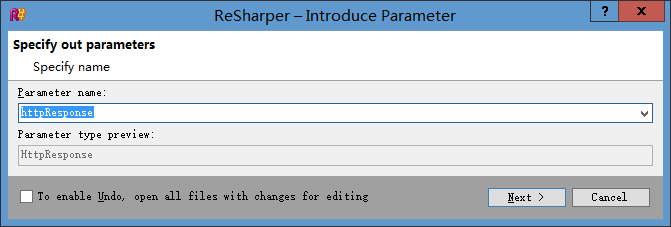 ReSharper – Introduce Parameter
? X
Specify out parameters
Specify name
Parameter name:
httpResponse
Parameter type preview:
HttpResponse
To enable Undo, open all files with changes for editing
Next >
Cancel